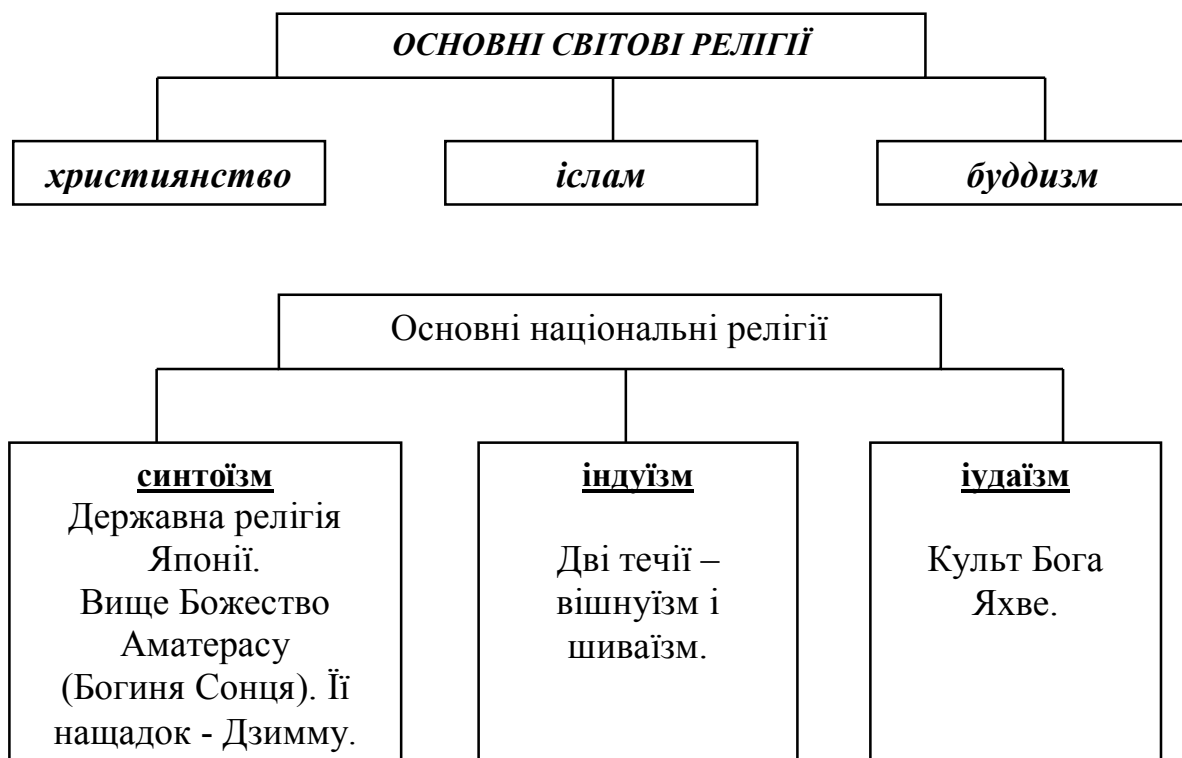 ОСНОВНІ СВІТОВІ РЕЛІГІЇ
християнство
іслам
буддизм
Основні національні релігії
синтоїзм
Державна релігія
Японії.
Вище Божество
Аматерасу
(Богиня Сонця). Її
нащадок - Дзимму.
індуїзм
Дві течії –
вішнуїзм і
шиваїзм.
іудаїзм
Культ Бога
Яхве.